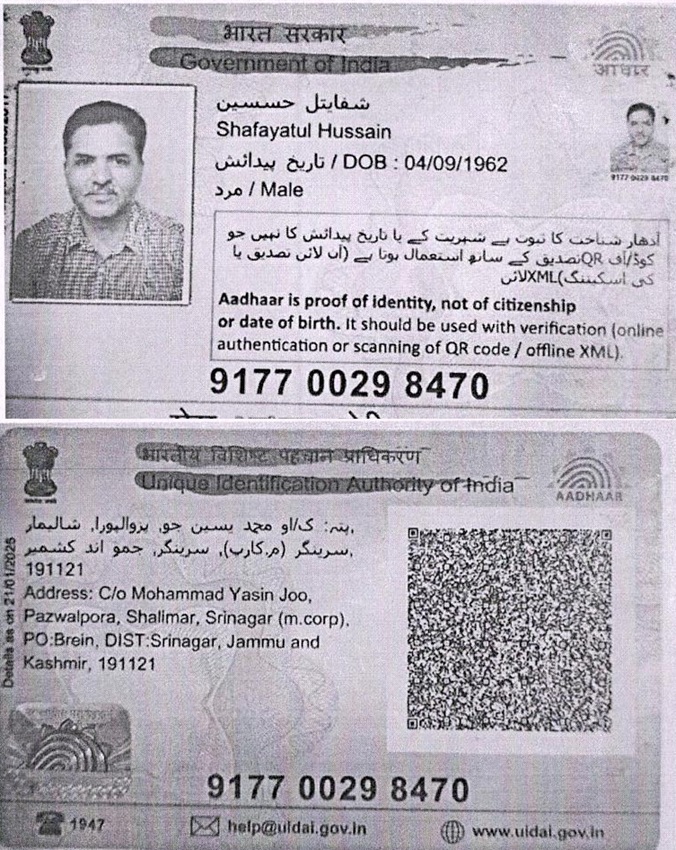 भारत सरकार
Government of India
आधार
شفایتل حسسین
Shafayatul Hussain
تاریخ پیدائش / DOB : 04/09/1962
مرد / Male
9177 0029 8470
آدھار شناخت کا ثبوت ہے شہریت کے یا تاریخ پیدائش کا نہیں جو
کوڈ/آف QRتصدیق کے ساتھ استعمال ہوتا ہے (آن لائن تصدیق یا
کی اسکیننگ)XMLلائن
Aadhaar is proof of identity, not of citizenship
or date of birth. It should be used with verification (online
authentication or scanning of QR code / offline XML).
9177 0029 8470
भारतीय विशिष्ट पहचान प्राधिकरण
Unique Identification Authority of India
AADHAAR
Details as on 21/01/2025
پتہ: ک/او محمد یسین جو, پزوالپورا, شالیمار,
سرینگر (م.کارپ), سرینگر, جمو اند کشمیر,
191121
Address: C/o Mohammad Yasin Joo,
Pazwalpora, Shalimar, Srinagar (m.corp),
PO:Brein, DIST:Srinagar, Jammu and
Kashmir, 191121
9177 0029 8470
1947
help@uidai.gov.in
www.uidai.gov.in